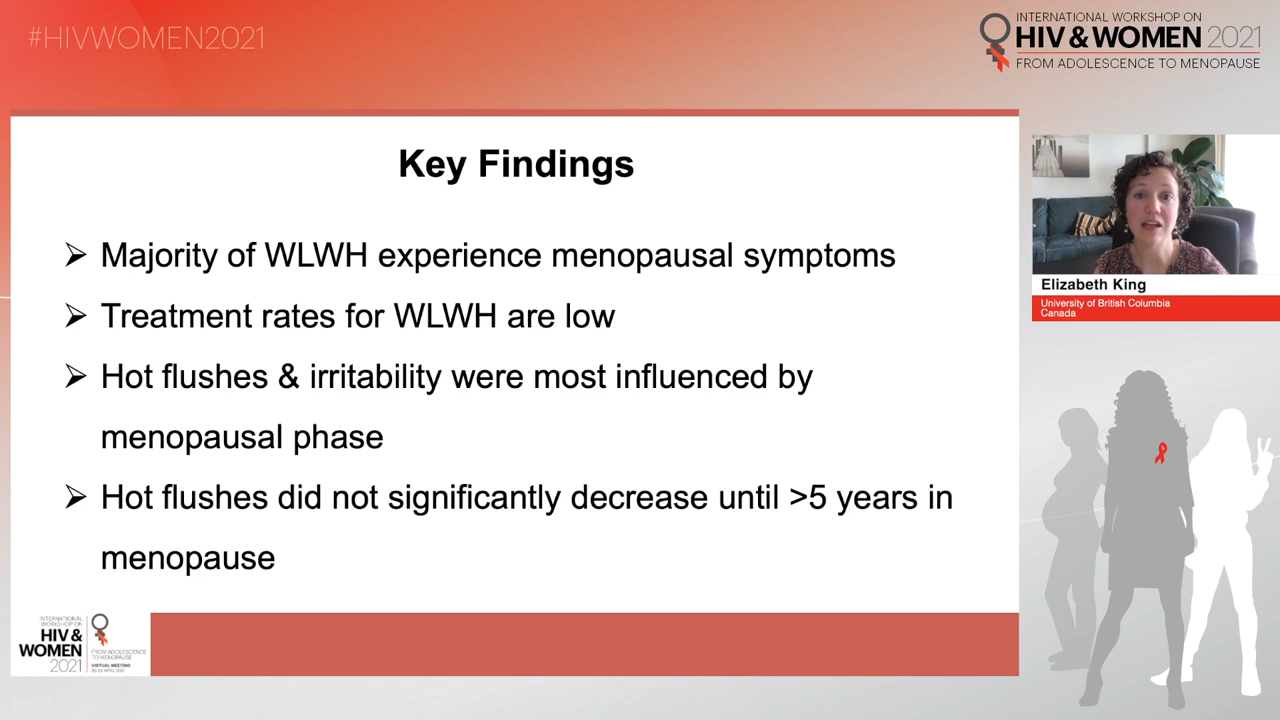 #HIVWOMEN2021
INTERNATIONAL WORKSHOP ON
HIV & WOMEN 2021
FROM ADOLESCENCE TO MENOPAUSE
Key Findings
➢ Majority of WLWH experience menopausal symptoms
➢ Treatment rates for WLWH are low
➢ Hot flushes & irritability were most influenced by
menopausal phase
➢ Hot flushes did not significantly decrease until >5 years in
menopause
Elizabeth King
University of British Columbia
Canada
INTERNATIONAL
WORKSHOP ON
HIV &
WOMEN
2021
FROM ADOLESCENCE
TO MENOPAUSE
VIRTUAL MEETING